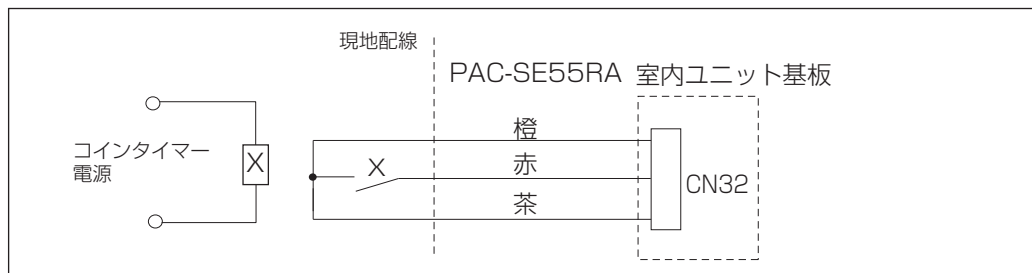 現地配線
PAC-SE55RA 室内ユニット基板
コインタイマー
電源
X
X
橙
赤
茶
CN32